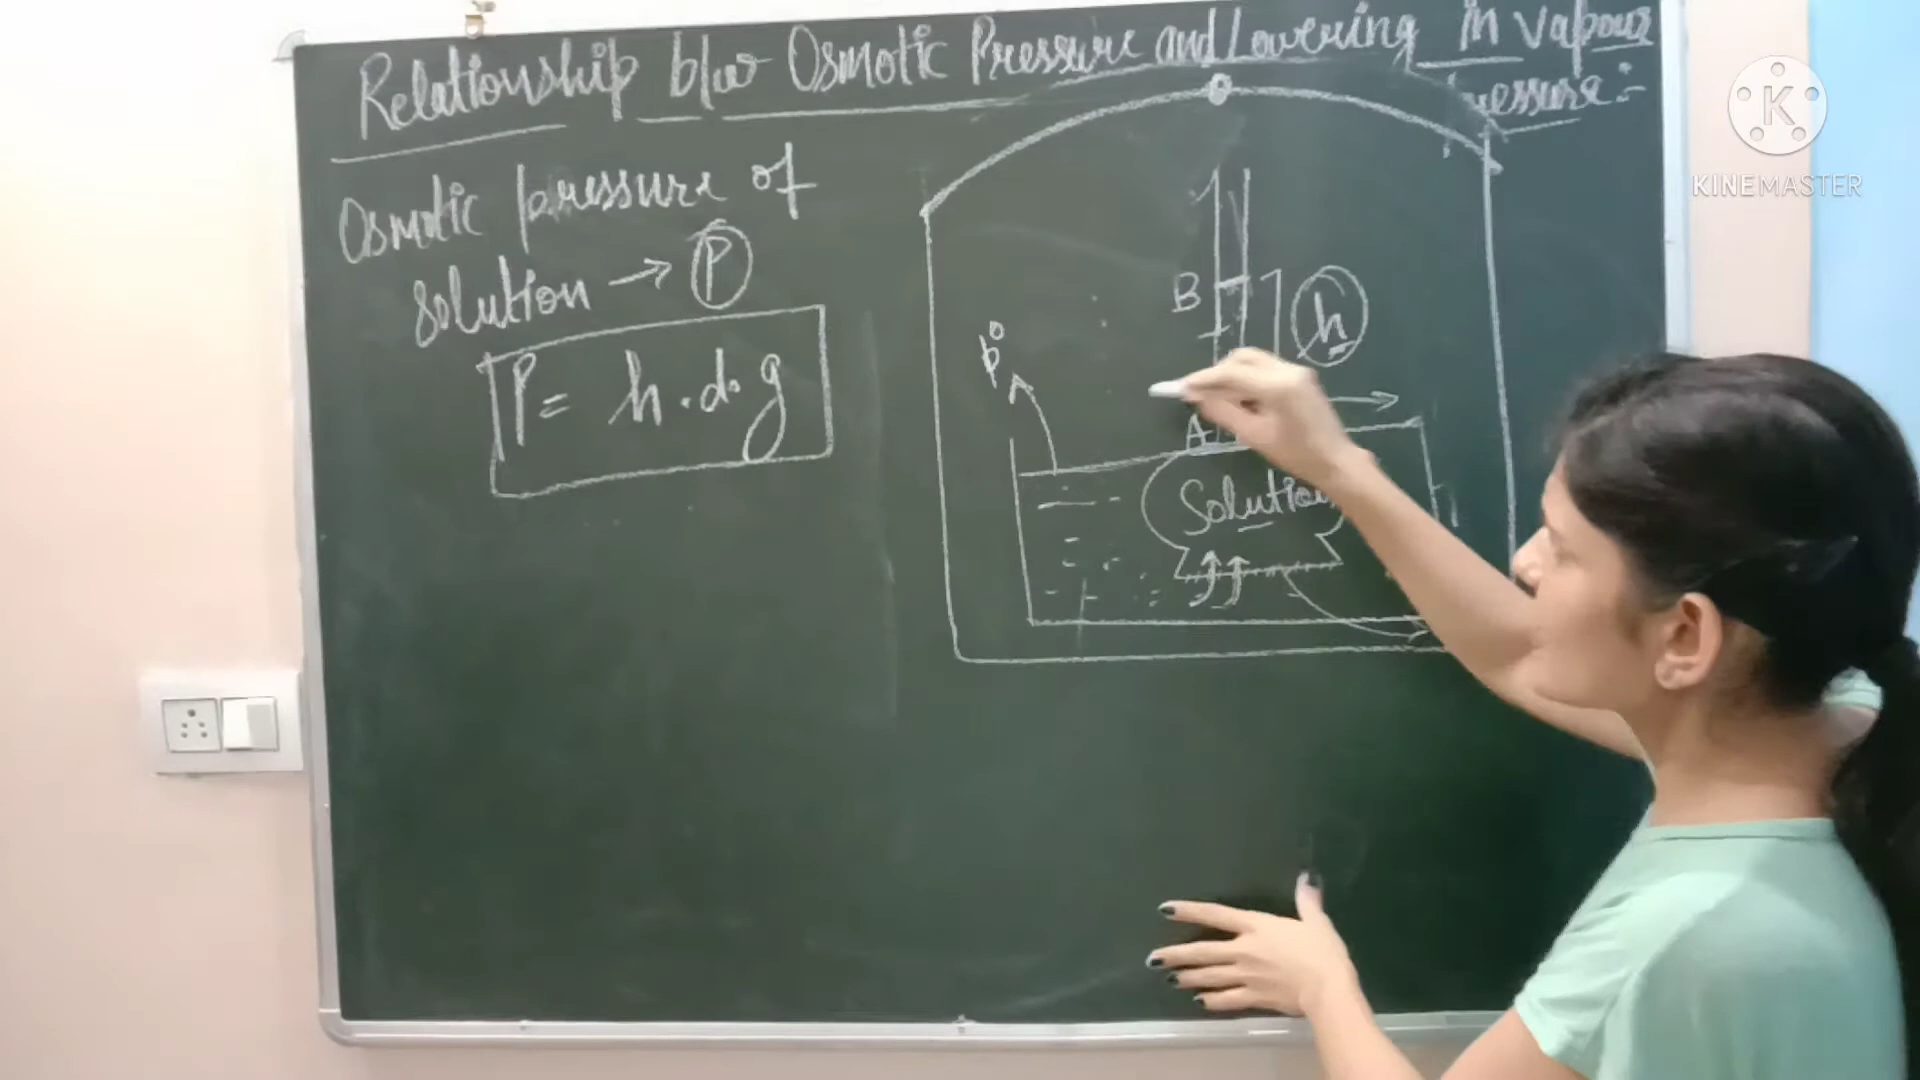 Relationship b/w Osmotic Pressure and Lowering in Vapour
Pressure :-
Osmotic pressure of
solution → P
P = h.d.g
B
h
p°
A
Solution
K
KINEMASTER